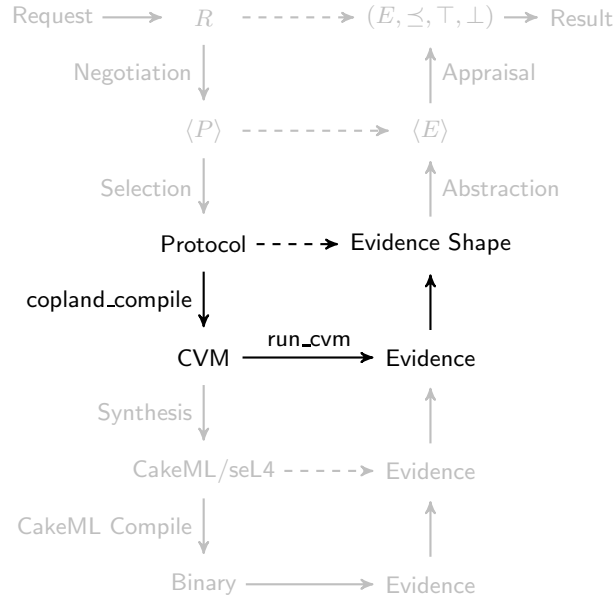 Request R (E, ⪯, ⊤, ⊥) Result
Negotiation Appraisal
⟨P⟩ ⟨E⟩
Selection Abstraction
Protocol Evidence Shape
copland_compile
run_cvm
CVM Evidence
Synthesis
CakeML/seL4 Evidence
CakeML Compile
Binary Evidence